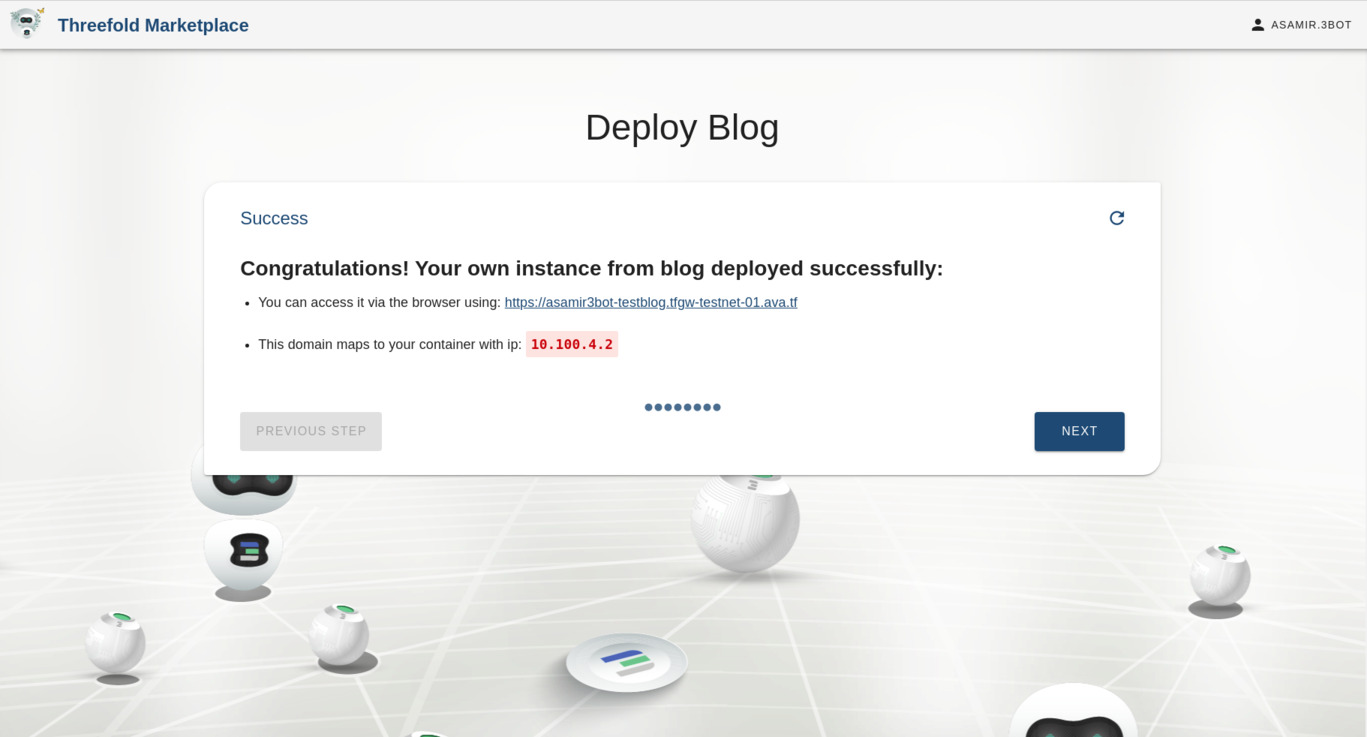 Threefold Marketplace
ASAMIR.3BOT
Deploy Blog
Success
Congratulations! Your own instance from blog deployed successfully:
You can access it via the browser using: https://asamir3bot-testblog.tfgw-testnet-01.ava.tf
This domain maps to your container with ip: 10.100.4.2
PREVIOUS STEP
NEXT